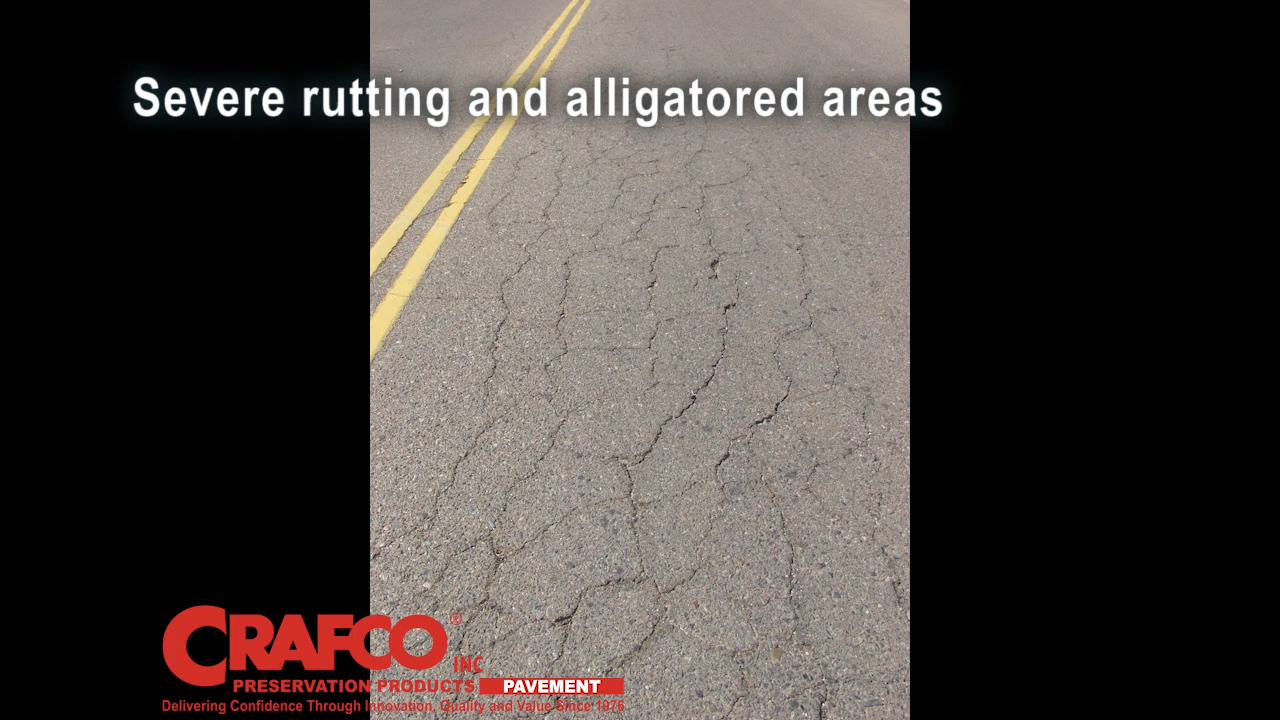 Severe rutting and alligatored areas
CRAFCO®
INC
PRESERVATION PRODUCTS PAVEMENT
Delivering Confidence Through Innovation, Quality and Value Since 1976